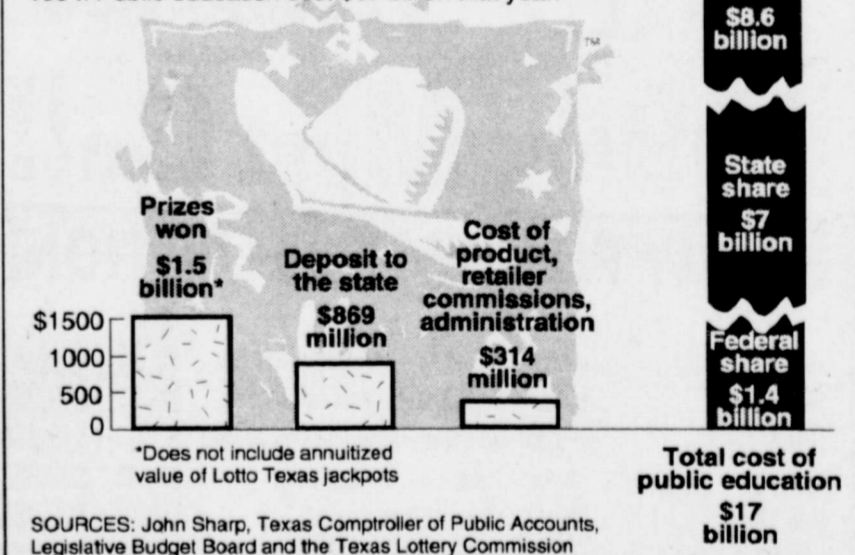 $8.6
billion
TM
State
share
$7
billion
Prizes
won
$1.5
billion*
Deposit to
the state
$869
million
Cost of
product,
retailer
commissions,
administration
$314
million
$1500
1000
500
0
Federal
share
$1.4
billion
*Does not include annuitized
value of Lotto Texas jackpots
Total cost of
public education
$17
billion
SOURCES: John Sharp, Texas Comptroller of Public Accounts,
Legislative Budget Board and the Texas Lottery Commission